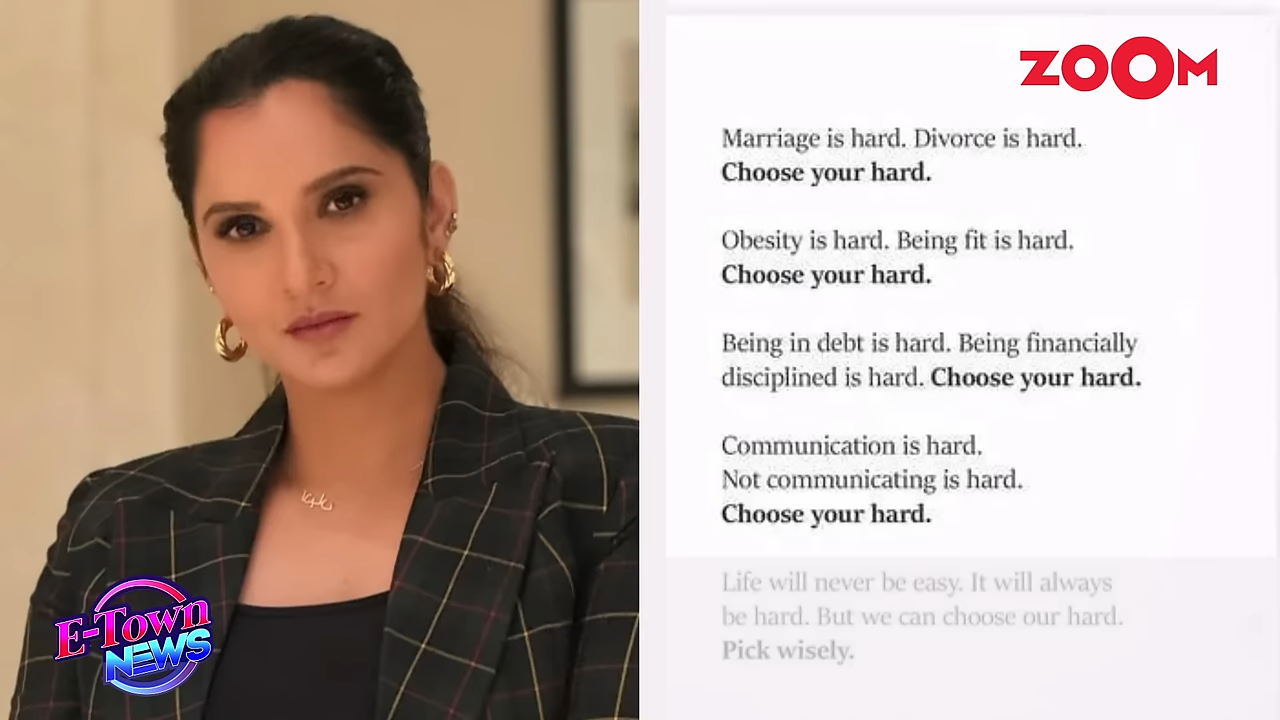 ZOOM
Marriage is hard. Divorce is hard.
Choose your hard.
Obesity is hard. Being fit is hard.
Choose your hard.
Being in debt is hard. Being financially
disciplined is hard. Choose your hard.
Communication is hard.
Not communicating is hard.
Choose your hard.
Life will never be easy. It will always
be hard. But we can choose our hard.
Pick wisely.
E-TOWN
NEWS